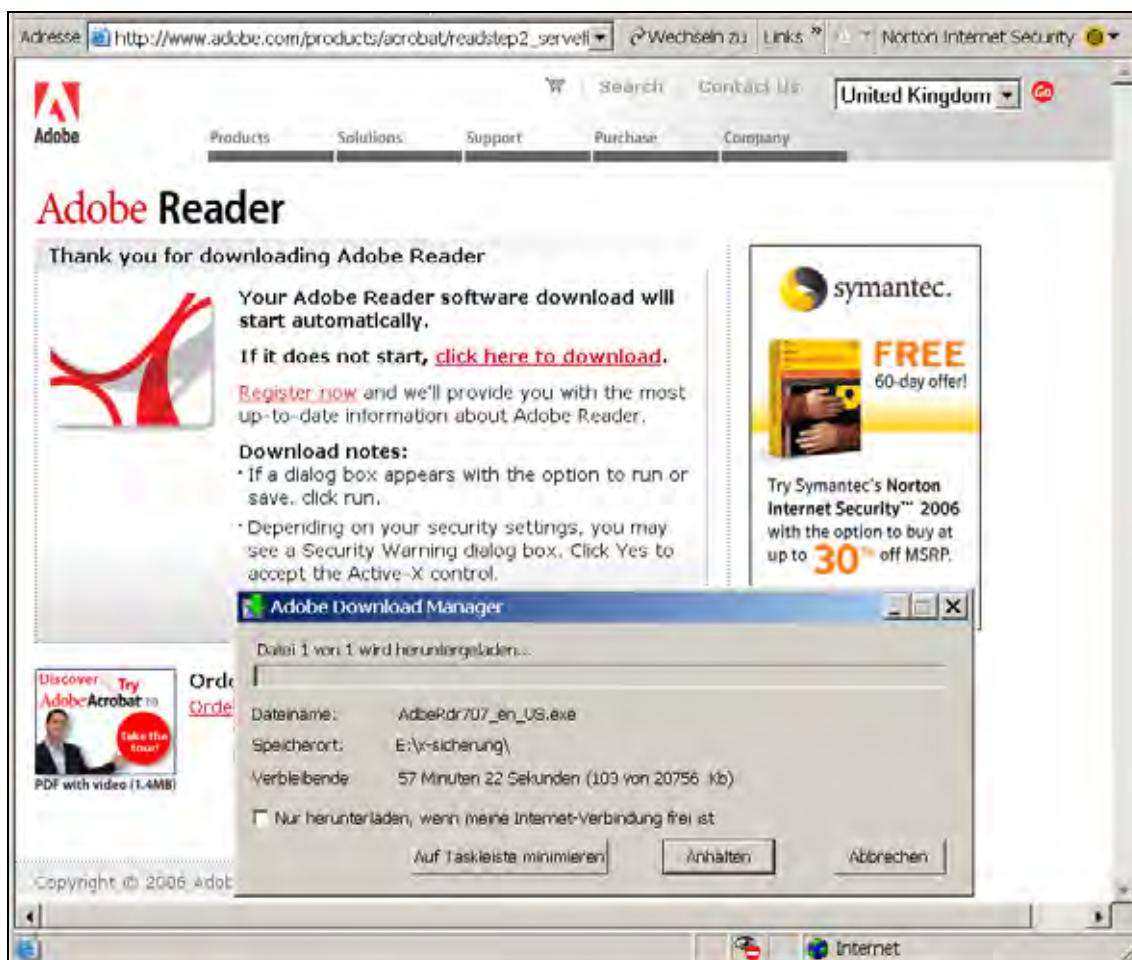 Adresse http://www.adobe.com/products/acrobat/readstep2_servefi Wechseln zu Links » Norton Internet Security
Search Contact Us United Kingdom Go
Adobe
Products Solutions Support Purchase Company
Adobe Reader
Thank you for downloading Adobe Reader
Your Adobe Reader software download will
start automatically.
If it does not start, click here to download.
Register now and we'll provide you with the most
up-to-date information about Adobe Reader.
Download notes:
· If a dialog box appears with the option to run or
save, click run.
· Depending on your security settings, you may
see a Security Warning dialog box. Click Yes to
accept the Active-X control.
symantec.
FREE
60-day offer!
Try Symantec's Norton
Internet Security™ 2006
with the option to buy at
up to 30% off MSRP.
Adobe Download Manager
Datei 1 von 1 wird heruntergeladen...
Dateiname: AdbeRdr707_en_US.exe
Speicherort: E:\x-sicherung\
Verbleibende 57 Minuten 22 Sekunden (103 von 20756 Kb)
Nur herunterladen, wenn meine Internet-Verbindung frei ist
Auf Taskleiste minimieren Anhalten Abbrechen
Discover Try
Adobe Acrobat
Take the
tour!
PDF with video (1.4MB)
Orde
Orde
Copyright © 2006 Adob
Internet